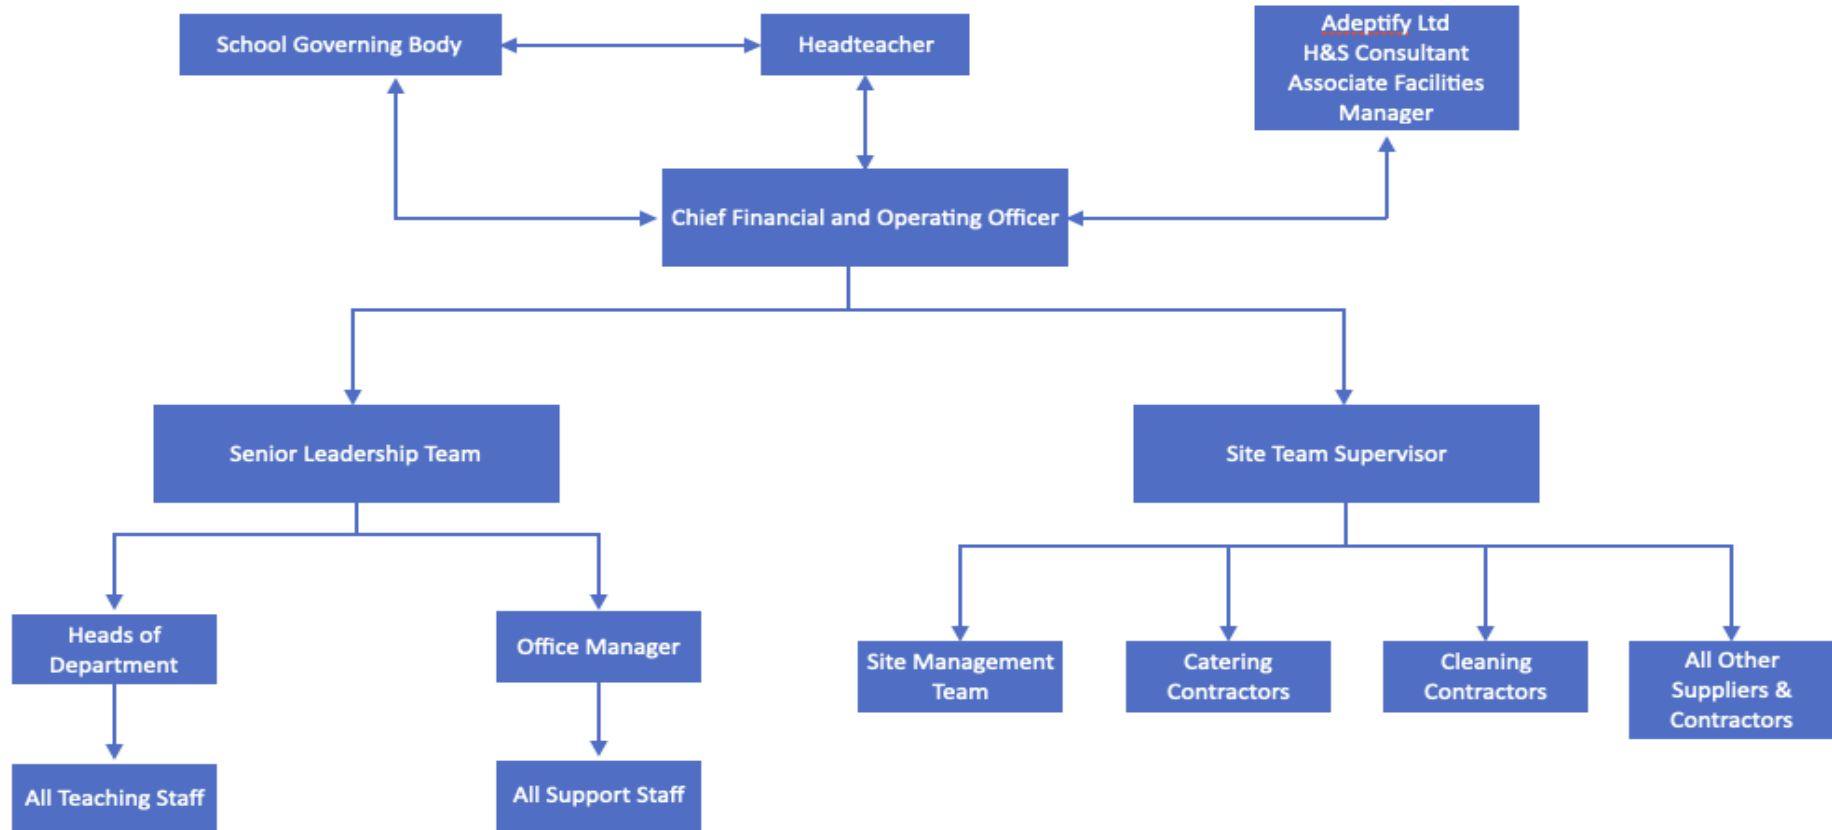 School Governing Body
Headteacher
Adeptify Ltd
H&S Consultant
Associate Facilities
Manager
Chief Financial and Operating Officer
Senior Leadership Team
Site Team Supervisor
Heads of
Department
Office Manager
Site Management
Team
Catering
Contractors
Cleaning
Contractors
All Other
Suppliers &
Contractors
All Teaching Staff
All Support Staff